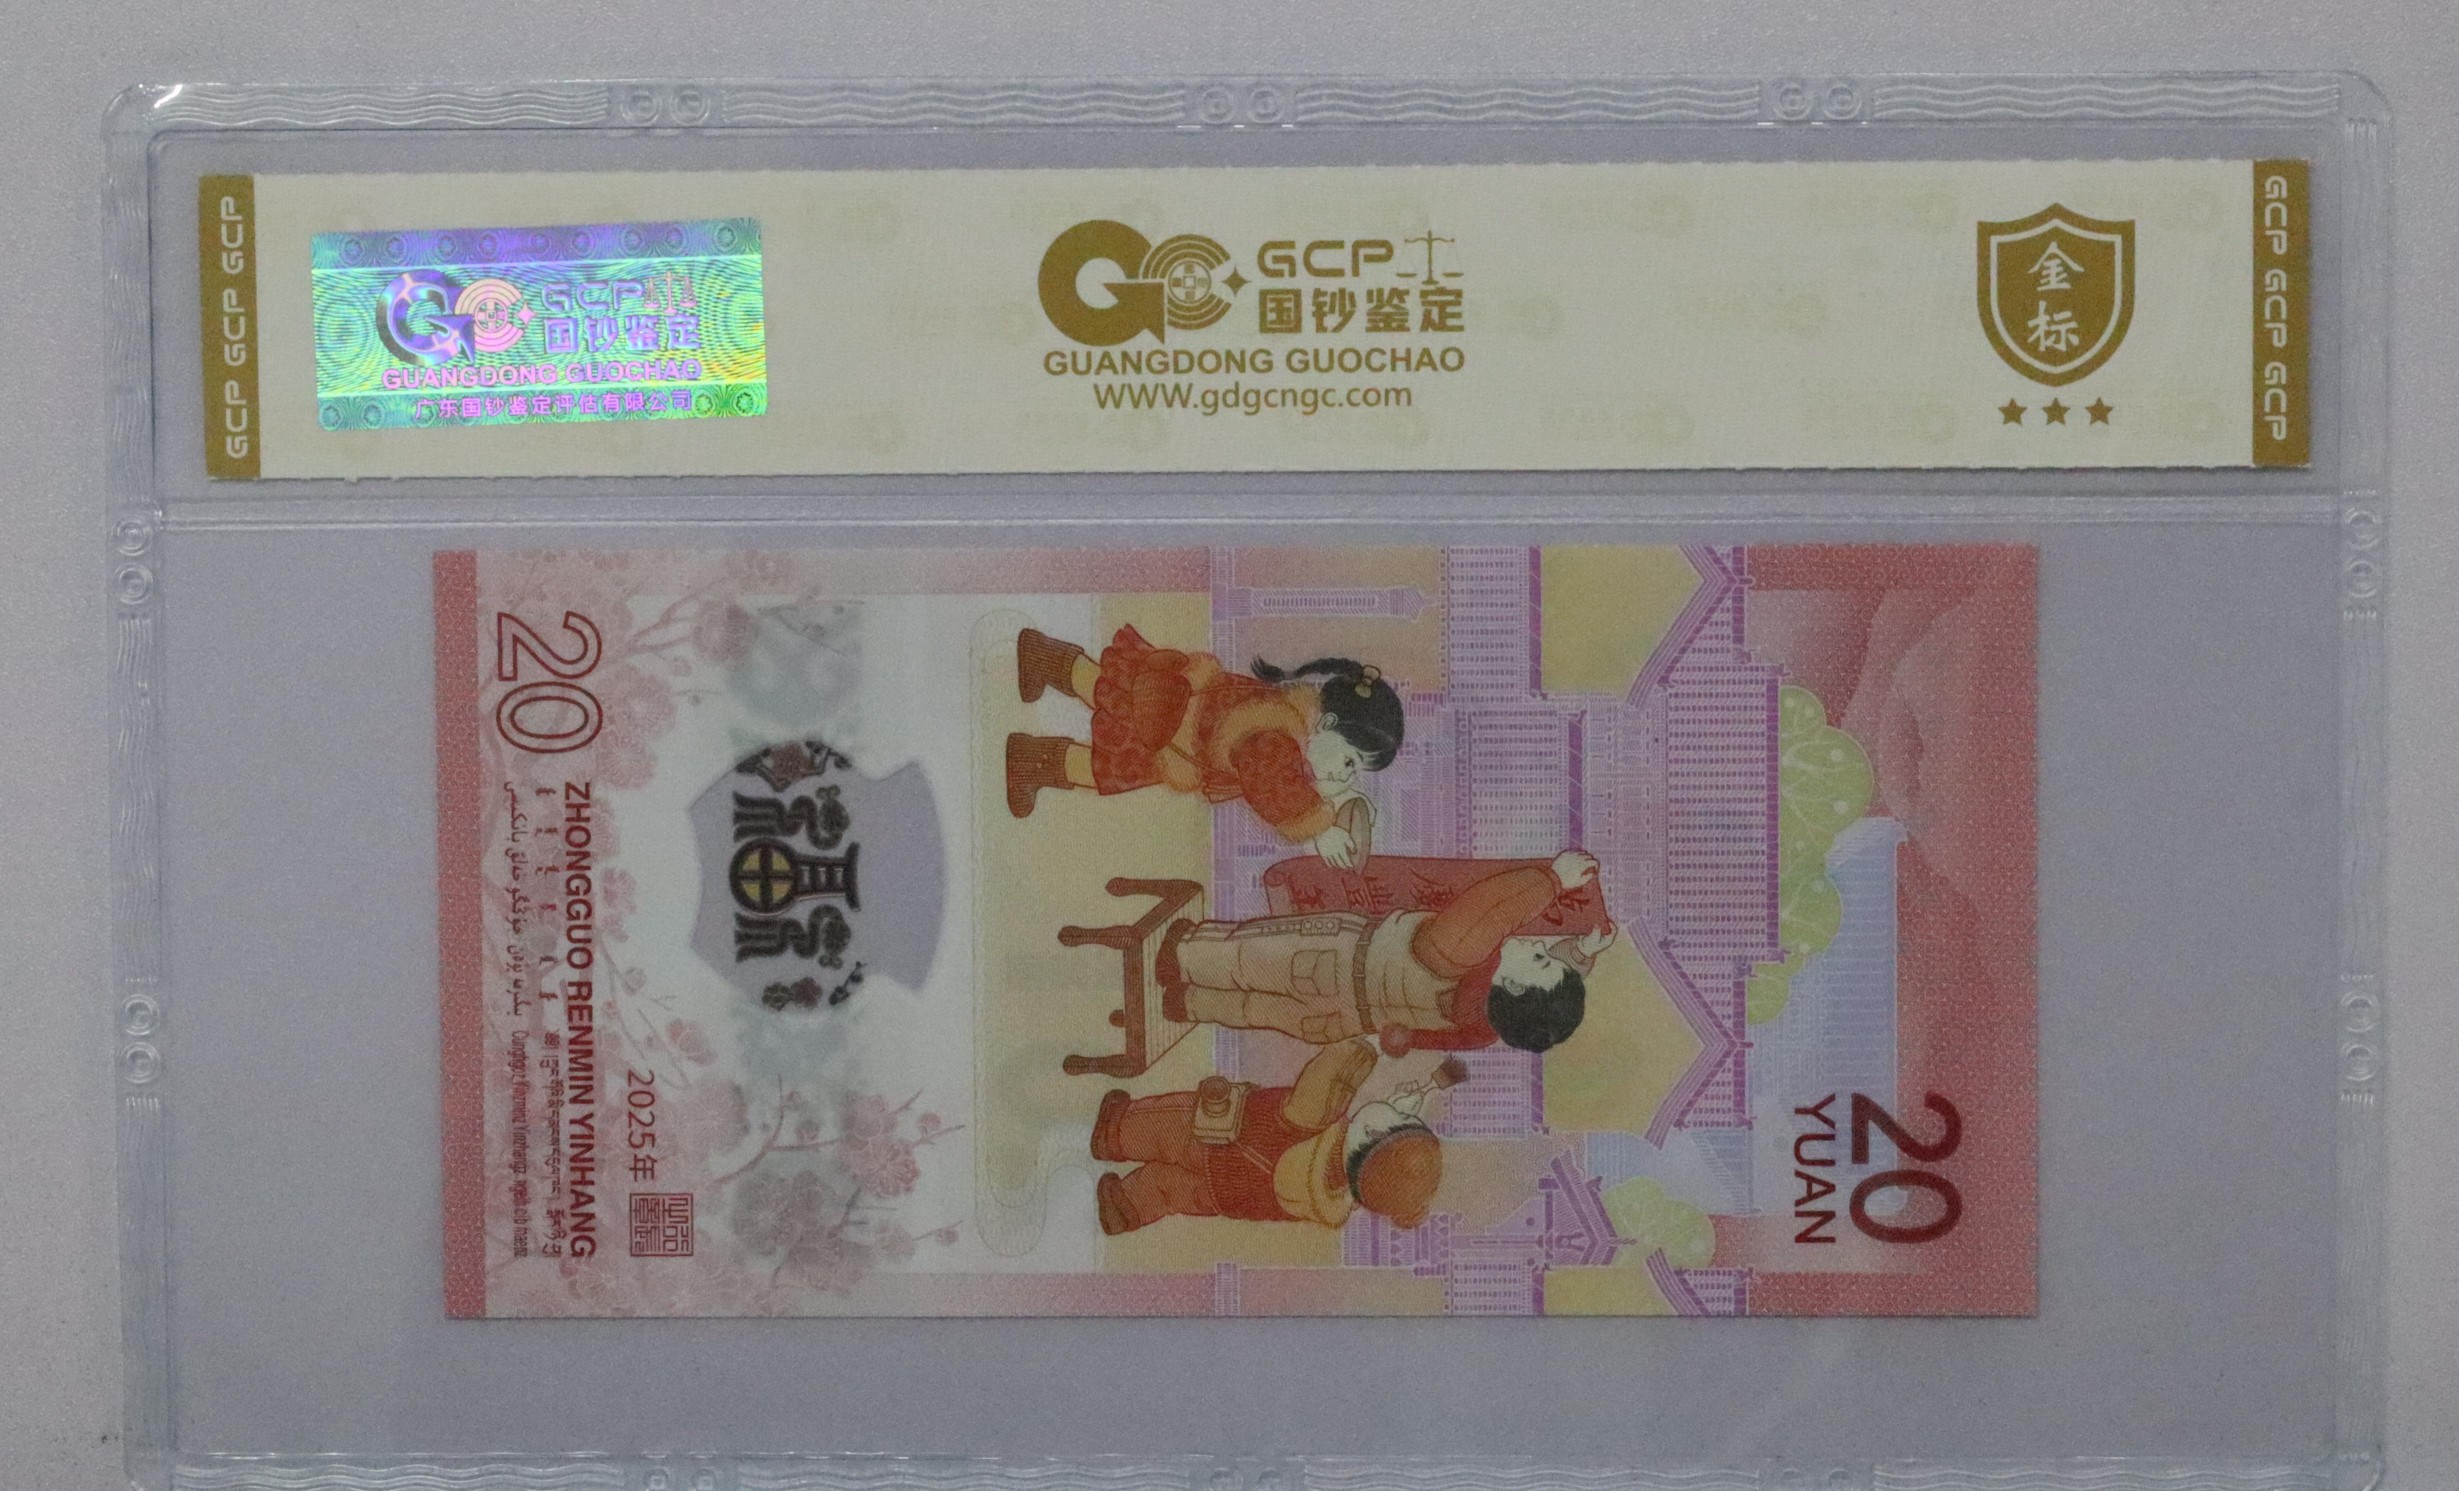 GCP GCP GCP
GCP
国钞鉴定
GUANGDONG GUOCHAO
广东国钞鉴定评估有限公司
GCP
国钞鉴定
GUANGDONG GUOCHAO
WWW.gdgcngc.com
金
标
GCP GCP GCP
20
YUAN
2025年
ZHONGGUO RENMIN YINHANG
20